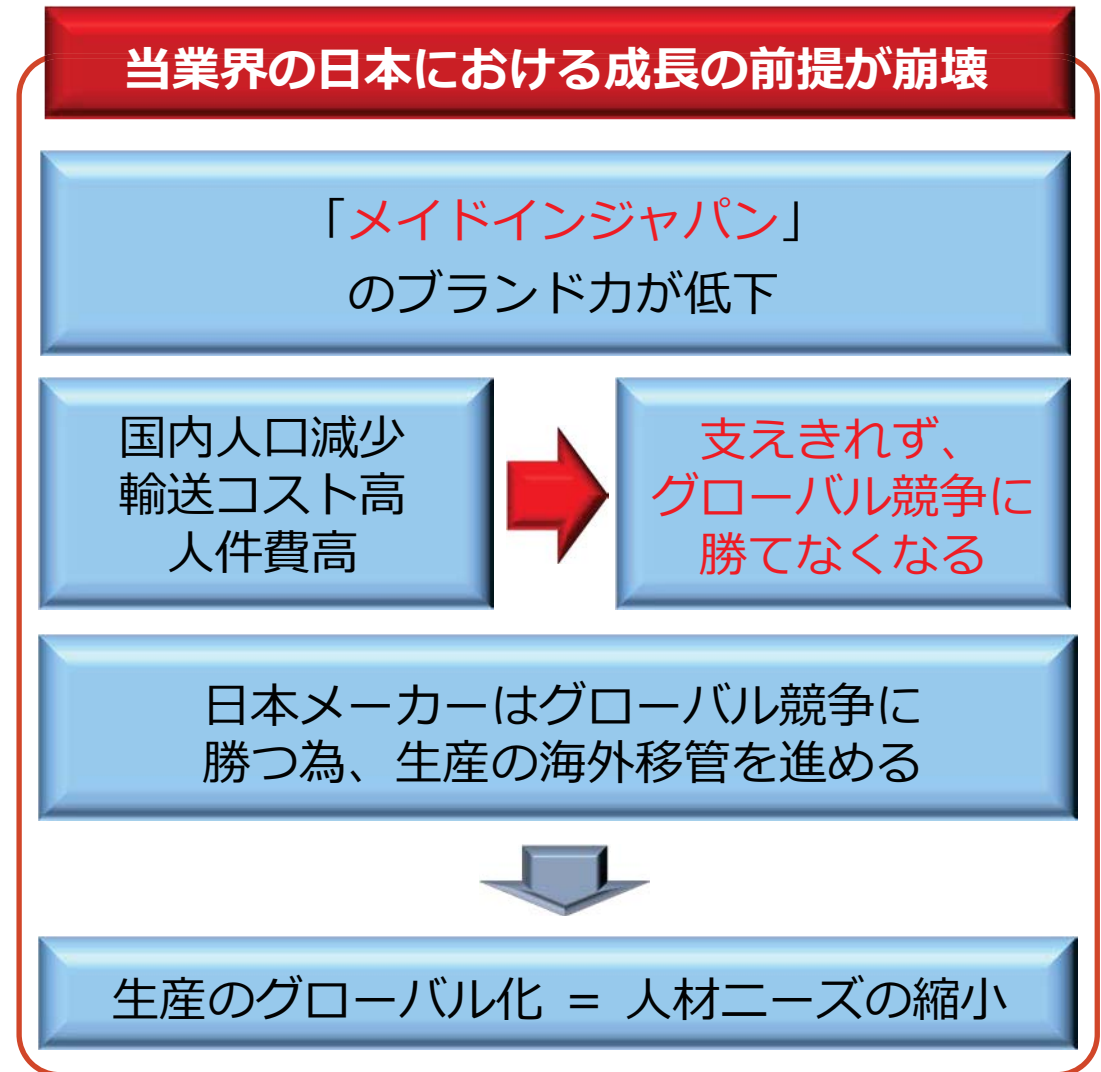 当業界の日本における成長の前提が崩壊
「メイドインジャパン」
のブランド力が低下
国内人口減少
輸送コスト高
人件費高
支えきれず、
グローバル競争に
勝てなくなる
日本メーカーはグローバル競争に
勝つ為、生産の海外移管を進める
生産のグローバル化 = 人材ニーズの縮小